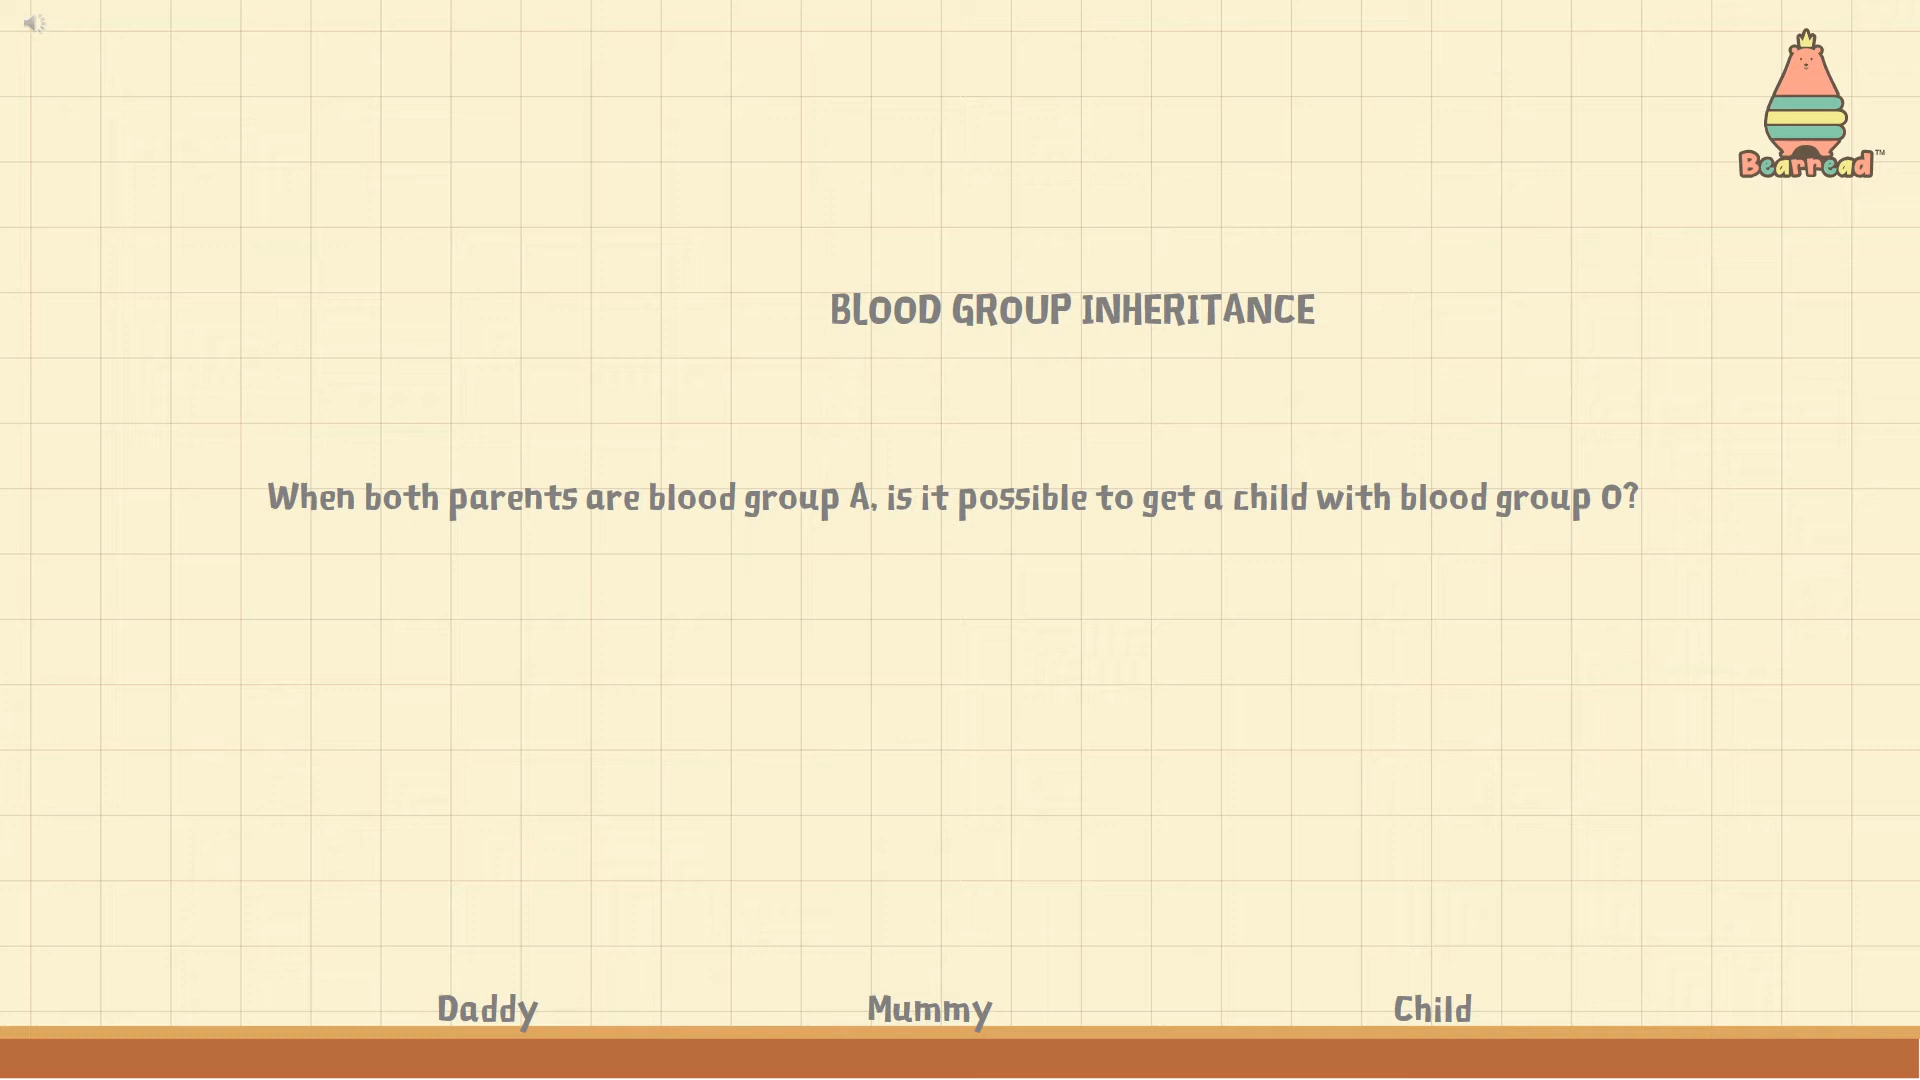 Bearread™
BLOOD GROUP INHERITANCE
When both parents are blood group A, is it possible to get a child with blood group O?
Daddy Mummy Child